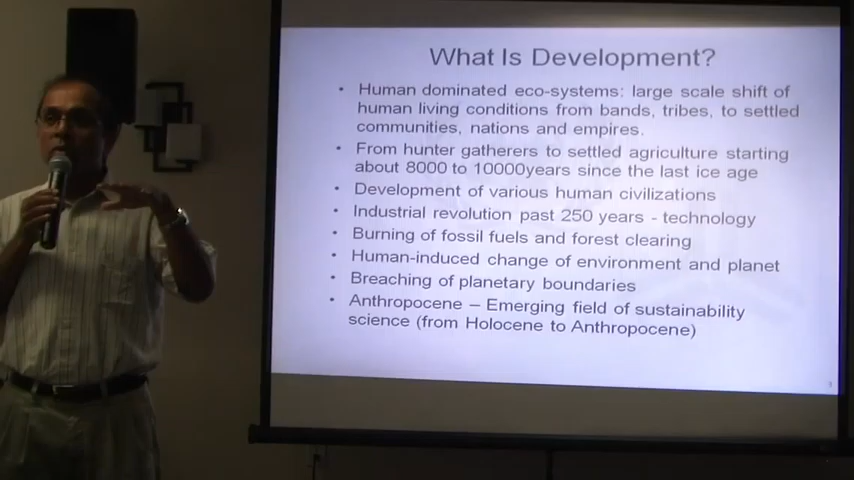 What Is Development?
• Human dominated eco-systems: large scale shift of
human living conditions from bands, tribes, to settled
communities, nations and empires.
• From hunter gatherers to settled agriculture starting
about 8000 to 10000years since the last ice age
• Development of various human civilizations
• Industrial revolution past 250 years - technology
• Burning of fossil fuels and forest clearing
• Human-induced change of environment and planet
• Breaching of planetary boundaries
• Anthropocene – Emerging field of sustainability
science (from Holocene to Anthropocene)